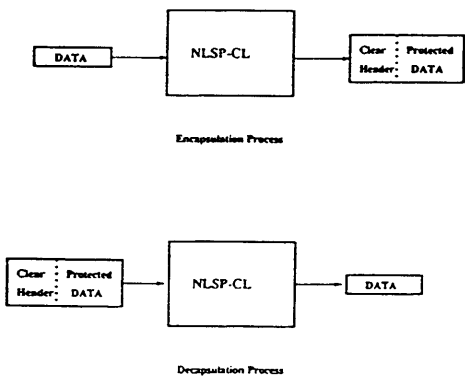 DATA
NLSP-CL
Clear Protected
Header DATA
Encapsulation Process
Clear Protected
Header DATA
NLSP-CL
DATA
Decapsulation Process